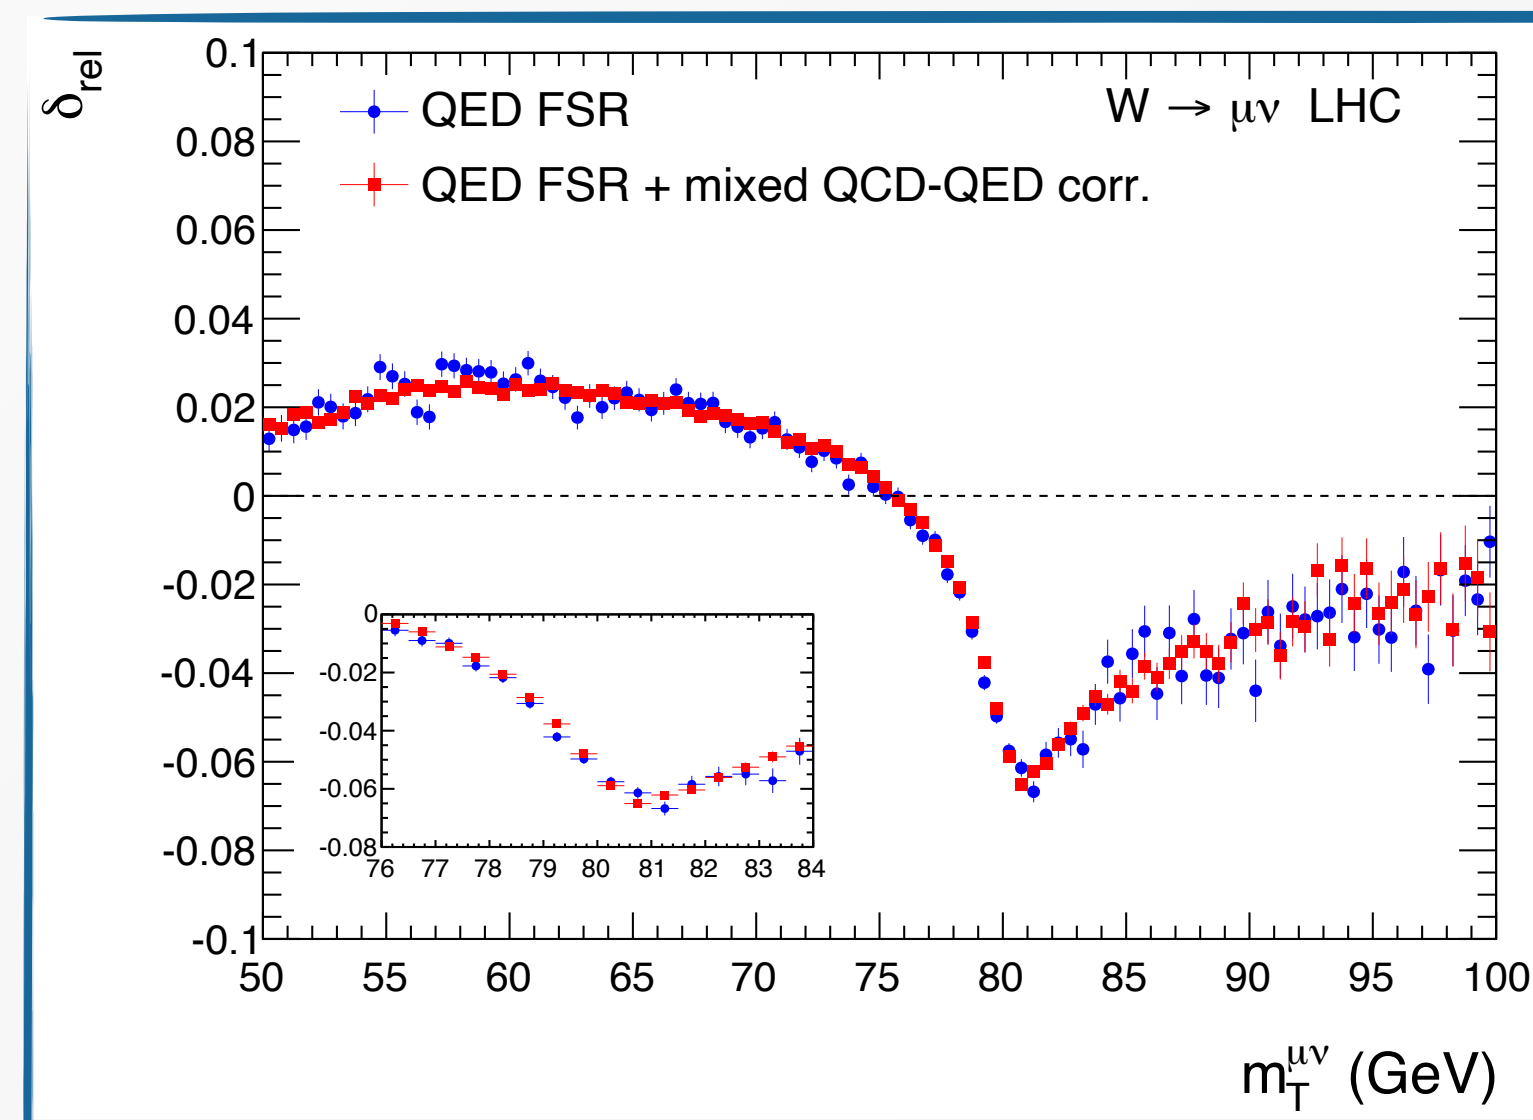 δrel
0.1
0.08
0.06
0.04
0.02
0
-0.02
-0.04
-0.06
-0.08
-0.1
QED FSR
QED FSR + mixed QCD-QED corr.
W → μν LHC
0
-0.02
-0.04
-0.06
-0.08
76 77 78 79 80 81 82 83 84
50 55 60 65 70 75 80 85 90 95 100
m_T^μν (GeV)